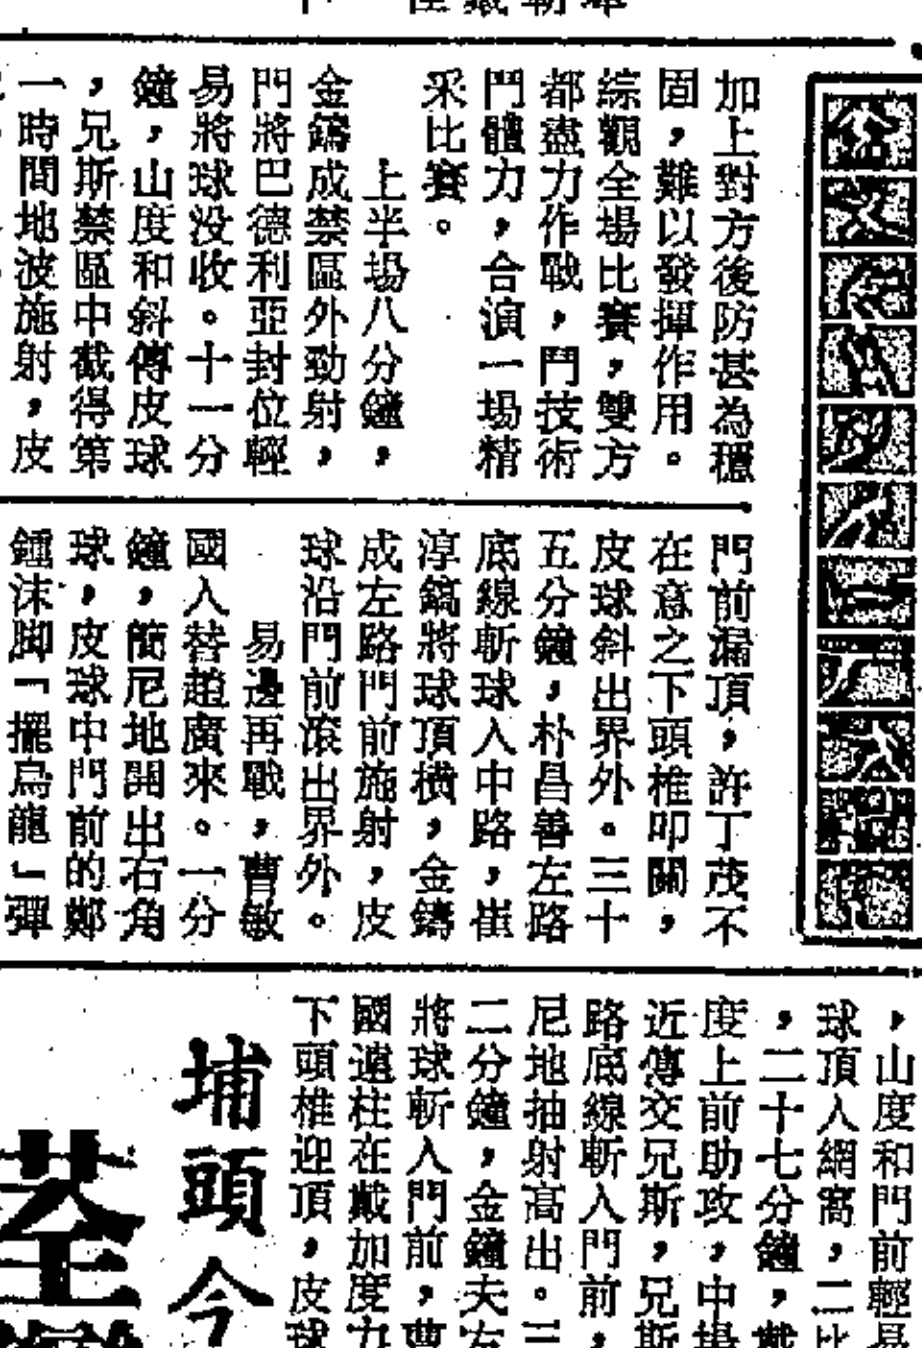 加上對方後防甚為穩
固，難以發揮作用。
綜觀全場比賽，雙方
都盡力作戰，鬥技術
鬥體力，合演一場精
采比賽。
上半場八分鐘，
金鑄成禁區外勁射，
門將巴德利亞封位輕
易將球没收。十一分
鐘，山度和斜傳皮球
，兄斯禁區中截得第
一時間地波施射，皮
門前漏頂，許丁茂不
在意之下頭椎叩關，
皮球斜出界外。三十
五分鐘，朴昌善左路
底線斬球入中路，崔
淳鎬將球頂橫，金鑄
成左路門前施射，皮
球沿門前滾出界外。
易邊再戰，曹敏
國入替趙廣來。一分
鐘，簡尼地開出右角
球，皮球中門前的鄭
鍾沫脚「擺烏龍」彈
，山度和門前輕易
球頂入網窩，二比
，二十七分鐘，戴
度上前助攻，中場
近傳交兄斯，兄斯
路底線斬入門前，
尼地抽射高出。三
二分鐘，金鐘夫左
將球斬入門前，曹
國遠柱在戴加度力
下頭椎迎頂，皮球
埔頭今
荃